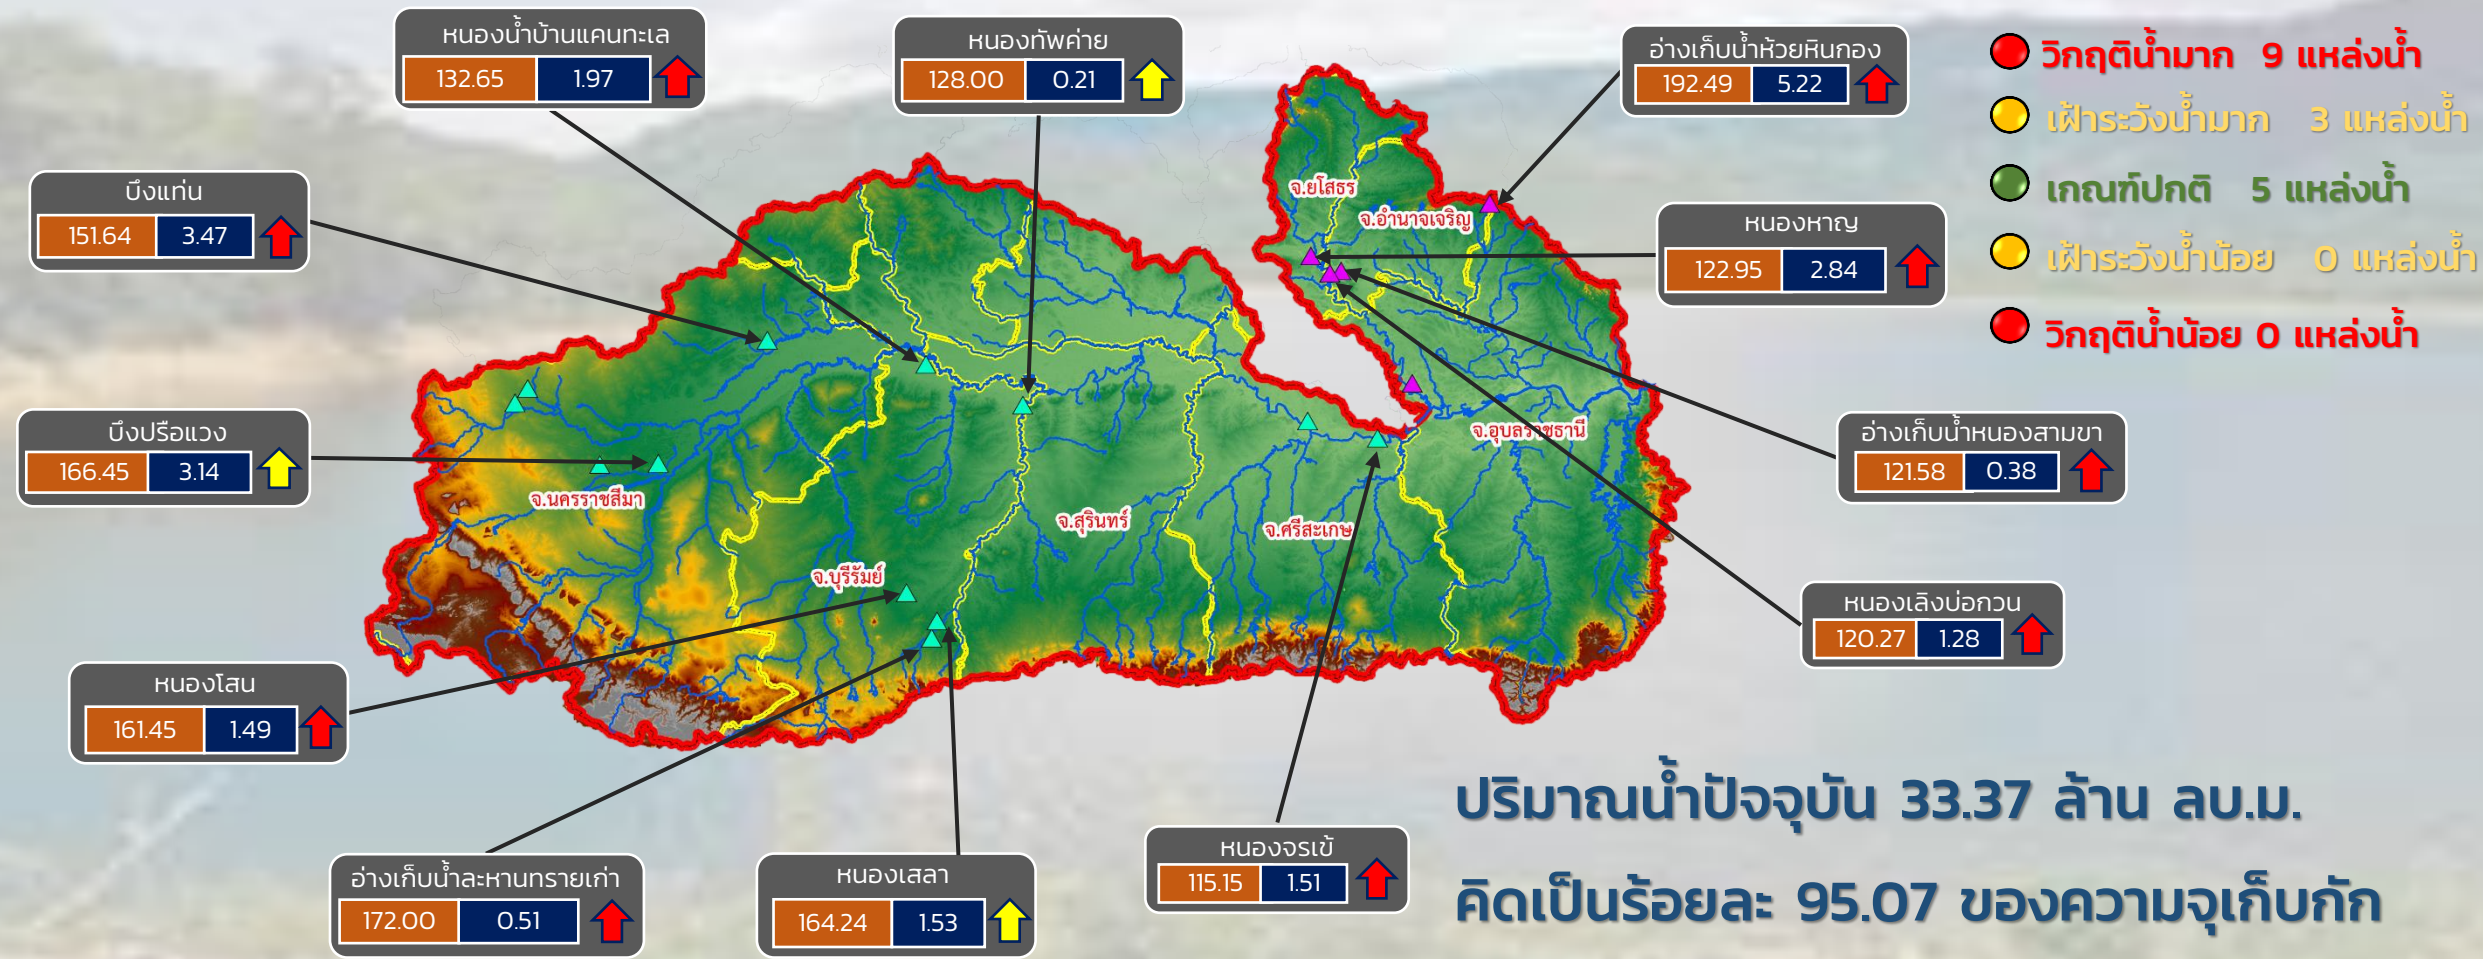 หนองน้ำบ้านแคนทะเล
132.65 1.97
หนองทัพค่าย
128.00 0.21
อ่างเก็บน้ำห้วยหินกอง
192.49 5.22
วิกฤติน้ำมาก 9 แหล่งน้ำ
เฝ้าระวังน้ำมาก 3 แหล่งน้ำ
เกณฑ์ปกติ 5 แหล่งน้ำ
เฝ้าระวังน้ำน้อย 0 แหล่งน้ำ
วิกฤติน้ำน้อย 0 แหล่งน้ำ
บึงแท่น
151.64 3.47
หนองหาญ
122.95 2.84
จ.ยโสธร
จ.อำนาจเจริญ
บึงปรือแวง
166.45 3.14
อ่างเก็บน้ำหนองสามขา
121.58 0.38
จ.อุบลราชธานี
จ.นครราชสีมา
จ.สุรินทร์
จ.ศรีสะเกษ
จ.บุรีรัมย์
หนองเลิงบ่อกวน
120.27 1.28
หนองโสน
161.45 1.49
อ่างเก็บน้ำละหานทรายเก่า
172.00 0.51
หนองเสลา
164.24 1.53
หนองจรเข้
115.15 1.51
ปริมาณน้ำปัจจุบัน 33.37 ล้าน ลบ.ม.
คิดเป็นร้อยละ 95.07 ของความจุเก็บกัก